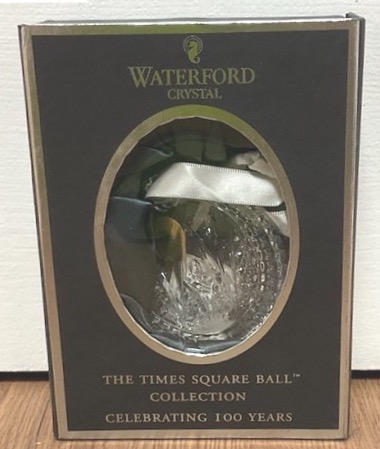 WATERFORD
CRYSTAL
THE TIMES SQUARE BALL™
COLLECTION
CELEBRATING 100 YEARS